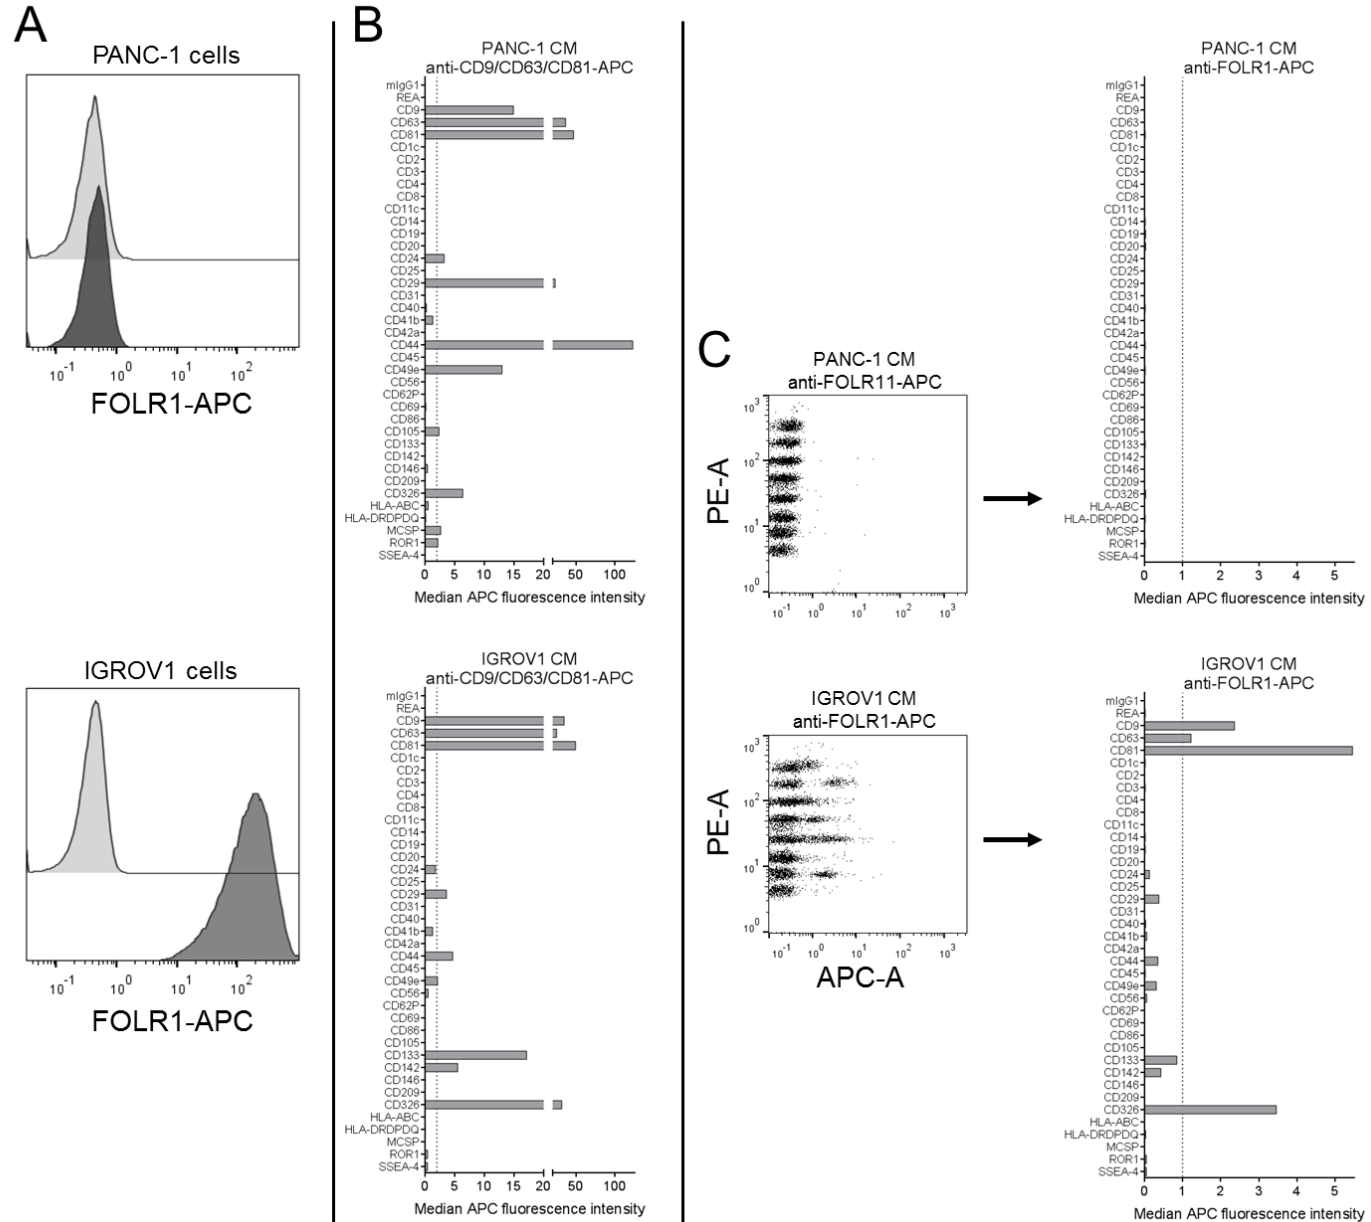 A
PANC-1 cells
10^-1 10^0 10^1 10^2
FOLR1-APC
IGROV1 cells
10^-1 10^0 10^1 10^2
FOLR1-APC
B
PANC-1 CM
anti-CD9/CD63/CD81-APC
mIgG1
REA
CD9
CD63
CD81
CD1c
CD2
CD3
CD4
CD8
CD11c
CD14
CD19
CD20
CD24
CD25
CD29
CD31
CD40
CD41b
CD42a
CD44
CD45
CD49e
CD56
CD62P
CD69
CD86
CD105
CD133
CD142
CD146
CD209
CD326
HLA-ABC
HLA-DRDPDQ
MCSP
ROR1
SSEA-4
0 5 10 15 20 50 100
Median APC fluorescence intensity
IGROV1 CM
anti-CD9/CD63/CD81-APC
mIgG1
REA
CD9
CD63
CD81
CD1c
CD2
CD3
CD4
CD8
CD11c
CD14
CD19
CD20
CD24
CD25
CD29
CD31
CD40
CD41b
CD42a
CD44
CD45
CD49e
CD56
CD62P
CD69
CD86
CD105
CD133
CD142
CD146
CD209
CD326
HLA-ABC
HLA-DRDPDQ
MCSP
ROR1
SSEA-4
0 5 10 15 20 50 100
Median APC fluorescence intensity
C
PANC-1 CM
anti-FOLR11-APC
PE-A
10^3
10^2
10^1
10^0
10^-1 10^0 10^1 10^2 10^3
PANC-1 CM
anti-FOLR1-APC
mIgG1
REA
CD9
CD63
CD81
CD1c
CD2
CD3
CD4
CD8
CD11c
CD14
CD19
CD20
CD24
CD25
CD29
CD31
CD40
CD41b
CD42a
CD44
CD45
CD49e
CD56
CD62P
CD69
CD86
CD105
CD133
CD142
CD146
CD209
CD326
HLA-ABC
HLA-DRDPDQ
MCSP
ROR1
SSEA-4
0 1 2 3 4 5
Median APC fluorescence intensity
IGROV1 CM
anti-FOLR1-APC
PE-A
10^3
10^2
10^1
10^0
10^-1 10^0 10^1 10^2 10^3
APC-A
IGROV1 CM
anti-FOLR1-APC
mIgG1
REA
CD9
CD63
CD81
CD1c
CD2
CD3
CD4
CD8
CD11c
CD14
CD19
CD20
CD24
CD25
CD29
CD31
CD40
CD41b
CD42a
CD44
CD45
CD49e
CD56
CD62P
CD69
CD86
CD105
CD133
CD142
CD146
CD209
CD326
HLA-ABC
HLA-DRDPDQ
MCSP
ROR1
SSEA-4
0 1 2 3 4 5
Median APC fluorescence intensity